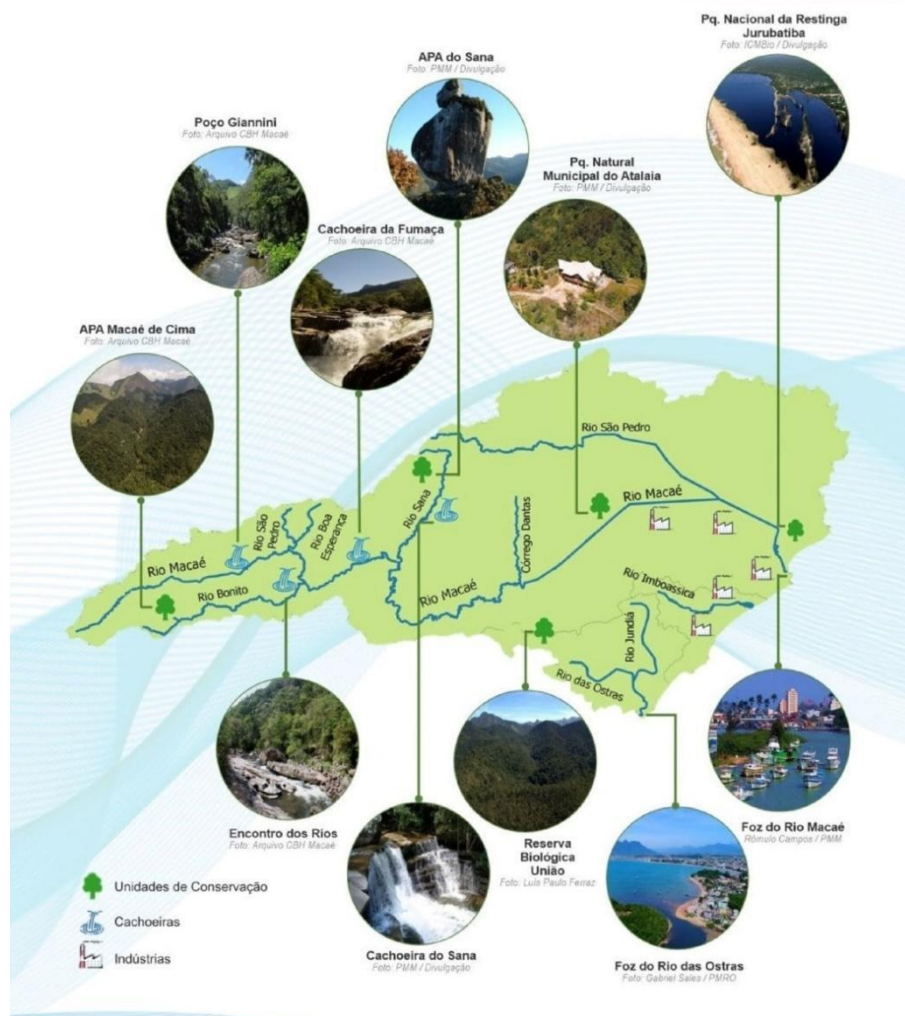 Pq. Nacional da Restinga
Jurubatiba
Foto: ICMBio / Divulgação
APA do Sana
Foto: PMM / Divulgação
Poço Giannini
Foto: Arquivo CBH Macaé
Pq. Natural
Municipal do Atalaia
Foto: PMM / Divulgação
Cachoeira da Fumaça
Foto: Arquivo CBH Macaé
APA Macaé de Cima
Foto: Arquivo CBH Macaé
Rio São Pedro
Rio Macaé
Rio Sana
Córrego Dantas
Rio São
Pedro
Rio Boa
Esperança
Rio Macaé
Rio Bonito
Rio Macaé
Rio Imboassica
Rio Jundiá
Rio das Ostras
Encontro dos Rios
Foto: Arquivo CBH Macaé
Reserva
Biológica
União
Foto: Luis Paulo Ferraz
Foz do Rio Macaé
Rômulo Campos / PMM
Cachoeira do Sana
Foto: PMM / Divulgação
Foz do Rio das Ostras
Foto: Gabriel Sales / PMRO
Unidades de Conservação
Cachoeiras
Indústrias